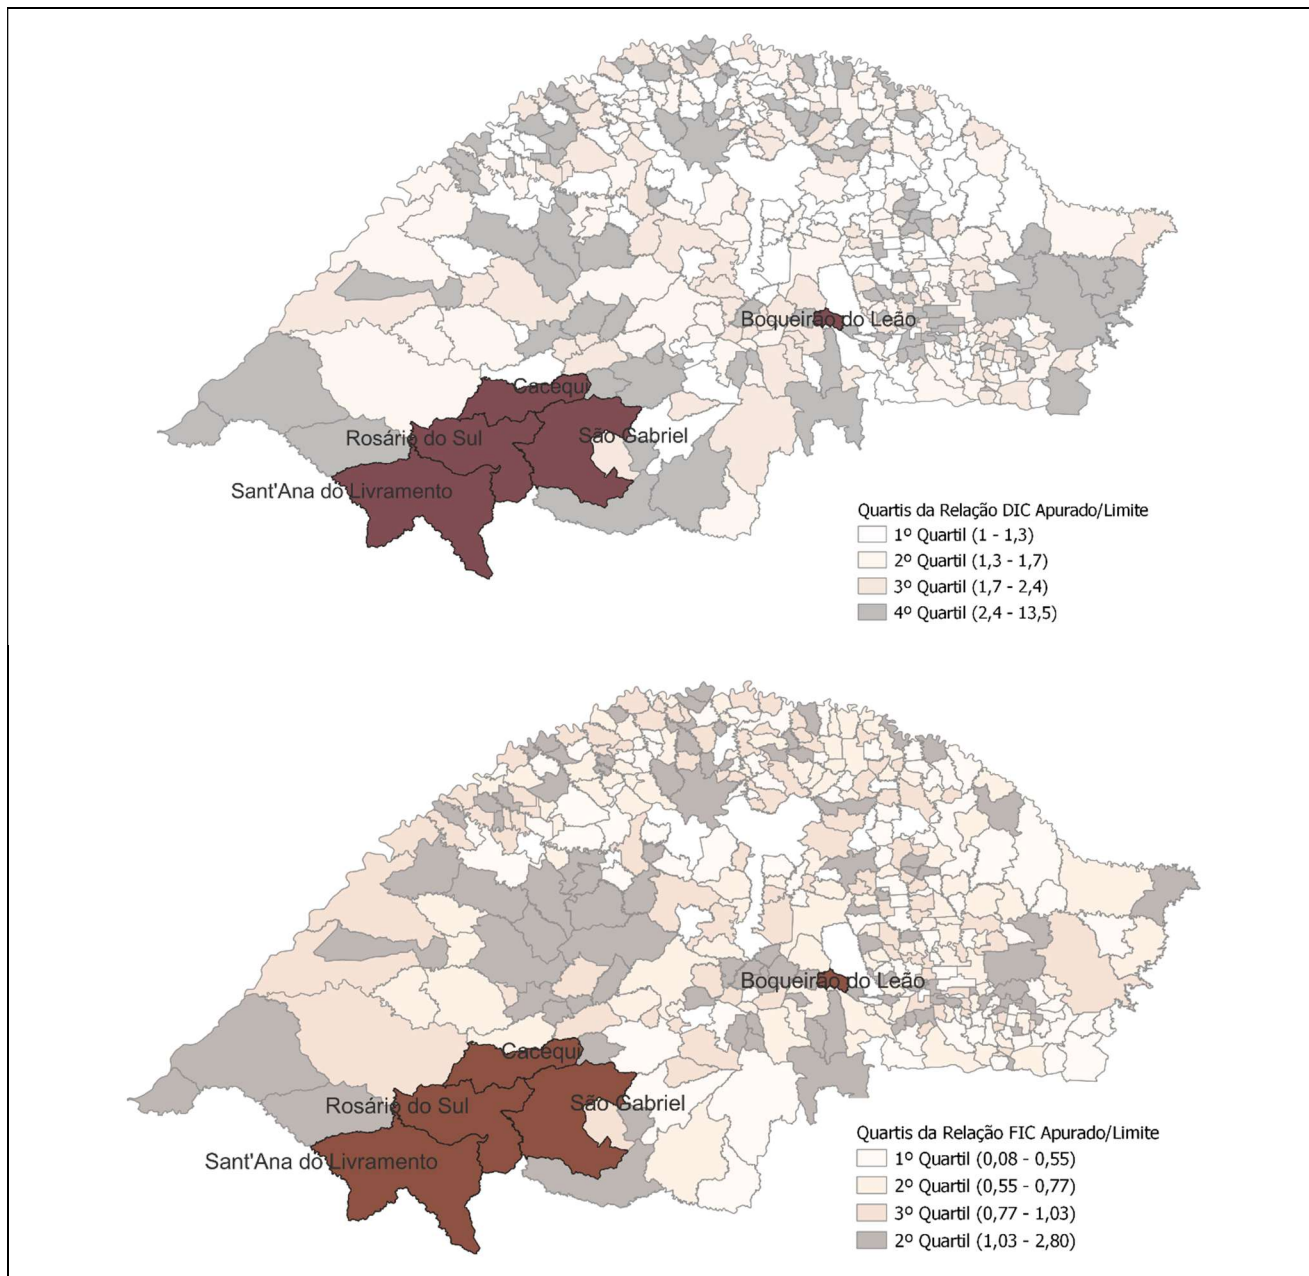 Boqueirão do Leão
Cacequi
Rosário do Sul
São Gabriel
Sant'Ana do Livramento
Quartis da Relação DIC Apurado/Limite
1º Quartil (1 - 1,3)
2º Quartil (1,3 - 1,7)
3º Quartil (1,7 - 2,4)
4º Quartil (2,4 - 13,5)
Boqueirão do Leão
Cacequi
Rosário do Sul
São Gabriel
Sant'Ana do Livramento
Quartis da Relação FIC Apurado/Limite
1º Quartil (0,08 - 0,55)
2º Quartil (0,55 - 0,77)
3º Quartil (0,77 - 1,03)
2º Quartil (1,03 - 2,80)